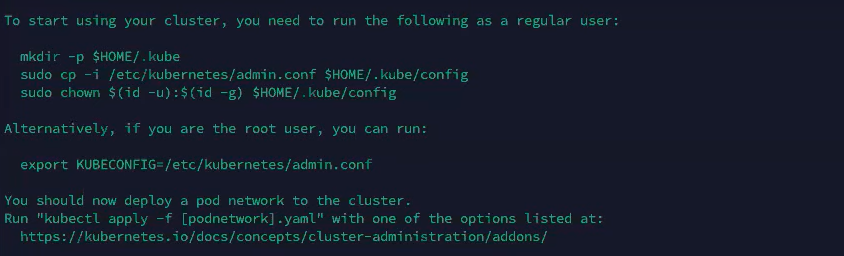 To start using your cluster, you need to run the following as a regular user:
mkdir -p $HOME/.kube
sudo cp -i /etc/kubernetes/admin.conf $HOME/.kube/config
sudo chown $(id -u):$(id -g) $HOME/.kube/config
Alternatively, if you are the root user, you can run:
export KUBECONFIG=/etc/kubernetes/admin.conf
You should now deploy a pod network to the cluster.
Run "kubectl apply -f [podnetwork].yaml" with one of the options listed at:
https://kubernetes.io/docs/concepts/cluster-administration/addons/